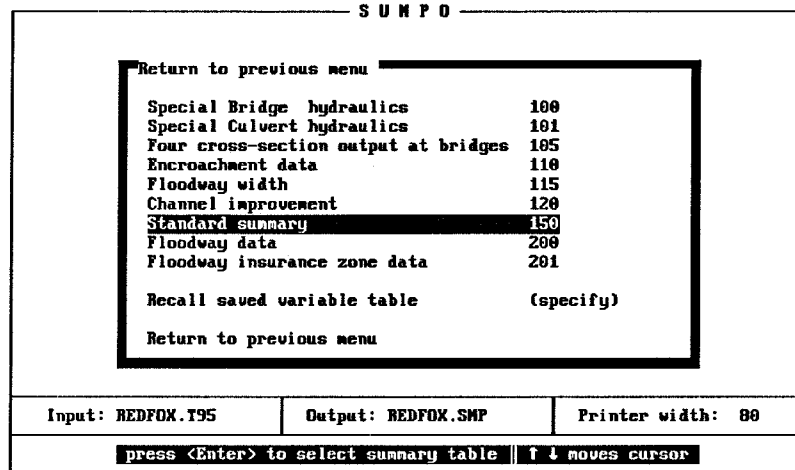 S U M P O
Return to previous menu
Special Bridge hydraulics 100
Special Culvert hydraulics 101
Four cross-section output at bridges 105
Encroachment data 110
Floodway width 115
Channel improvement 120
Standard summary 150
Floodway data 200
Floodway insurance zone data 201
Recall saved variable table (specify)
Return to previous menu
Input: REDFOX.T95 Output: REDFOX.SMP Printer width: 80
press <Enter> to select summary table ║ ↑ ↓ moves cursor